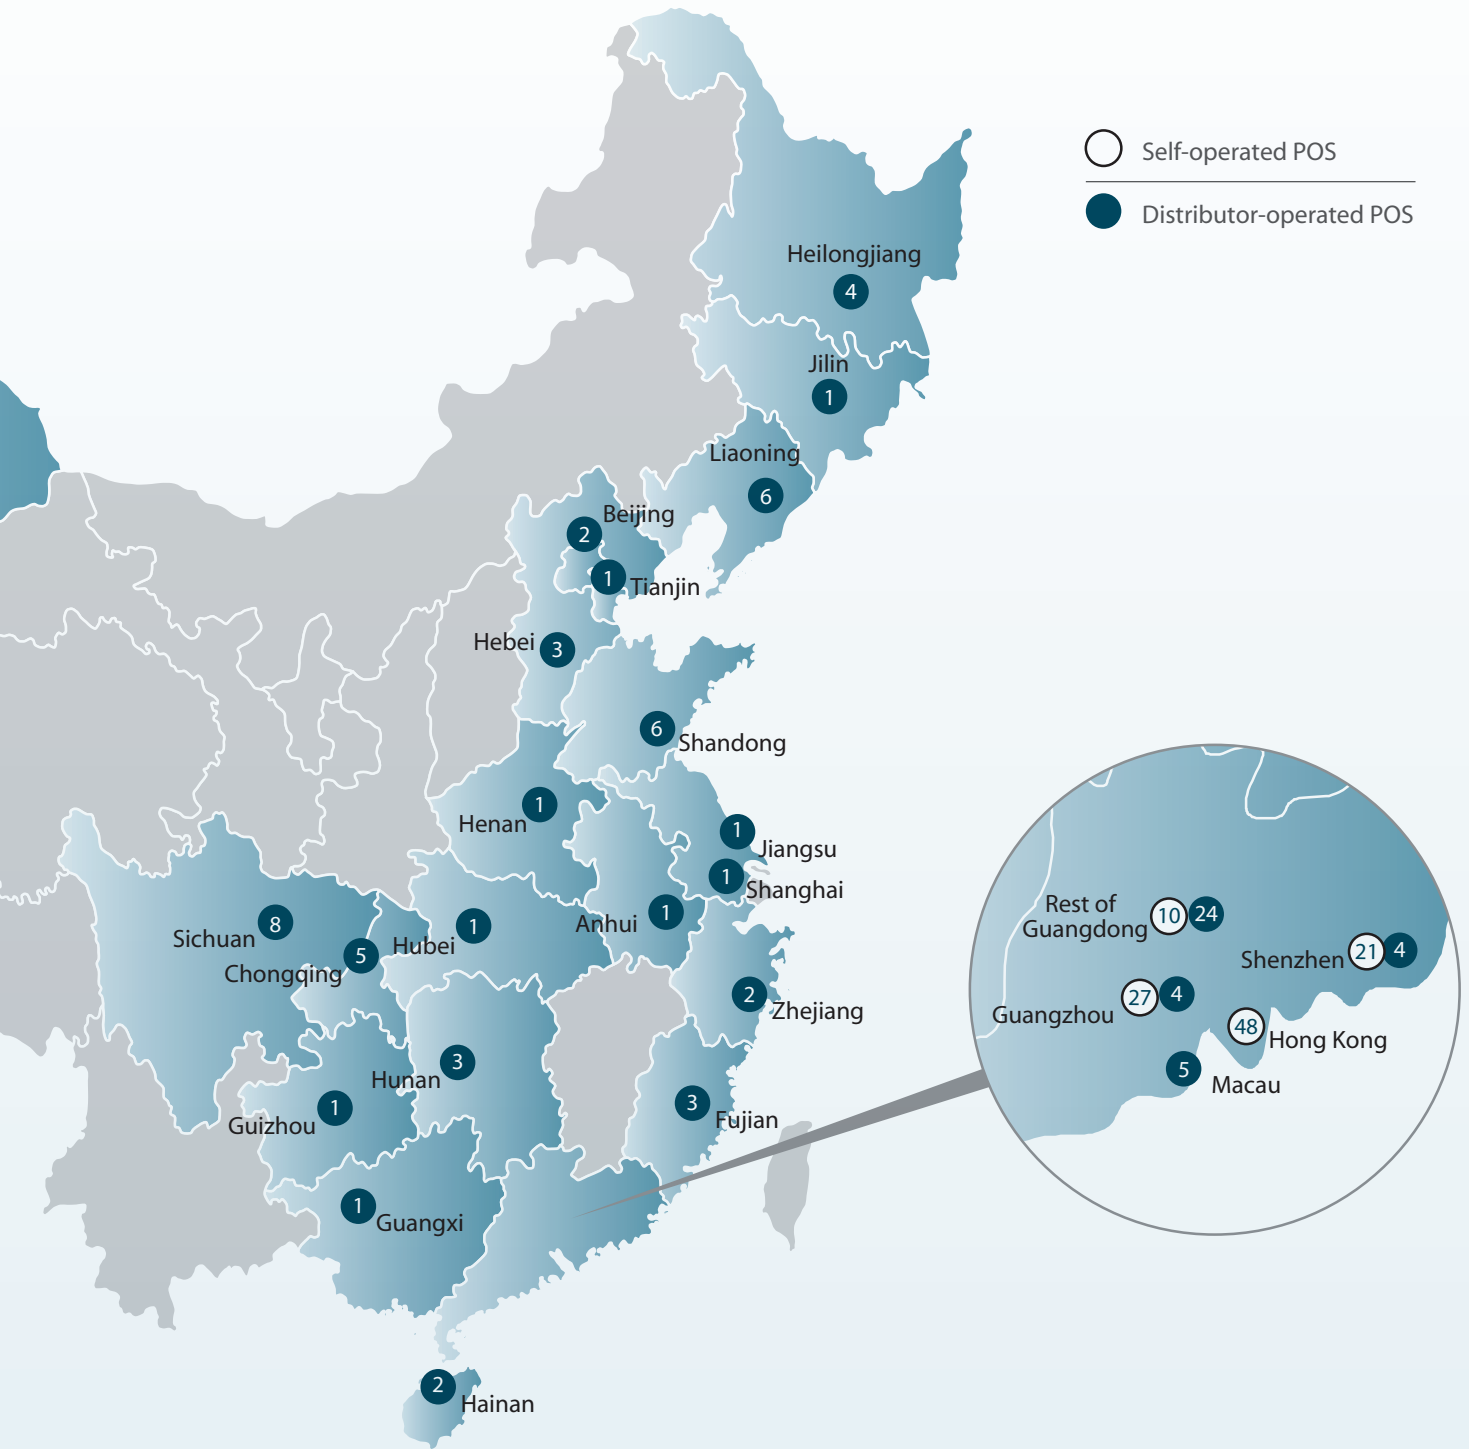 Self-operated POS
Distributor-operated POS
Heilongjiang
4
Jilin
1
Liaoning
6
Beijing
2
1
Tianjin
Hebei
3
6
Shandong
1
Henan
1
Jiangsu
1
Shanghai
8
Sichuan
5
Chongqing
1
Hubei
1
Anhui
2
Zhejiang
3
Hunan
1
Guizhou
3
Fujian
1
Guangxi
2
Hainan
Rest of
Guangdong
10 24
Shenzhen
21 4
27 4
Guangzhou
48
Hong Kong
5
Macau